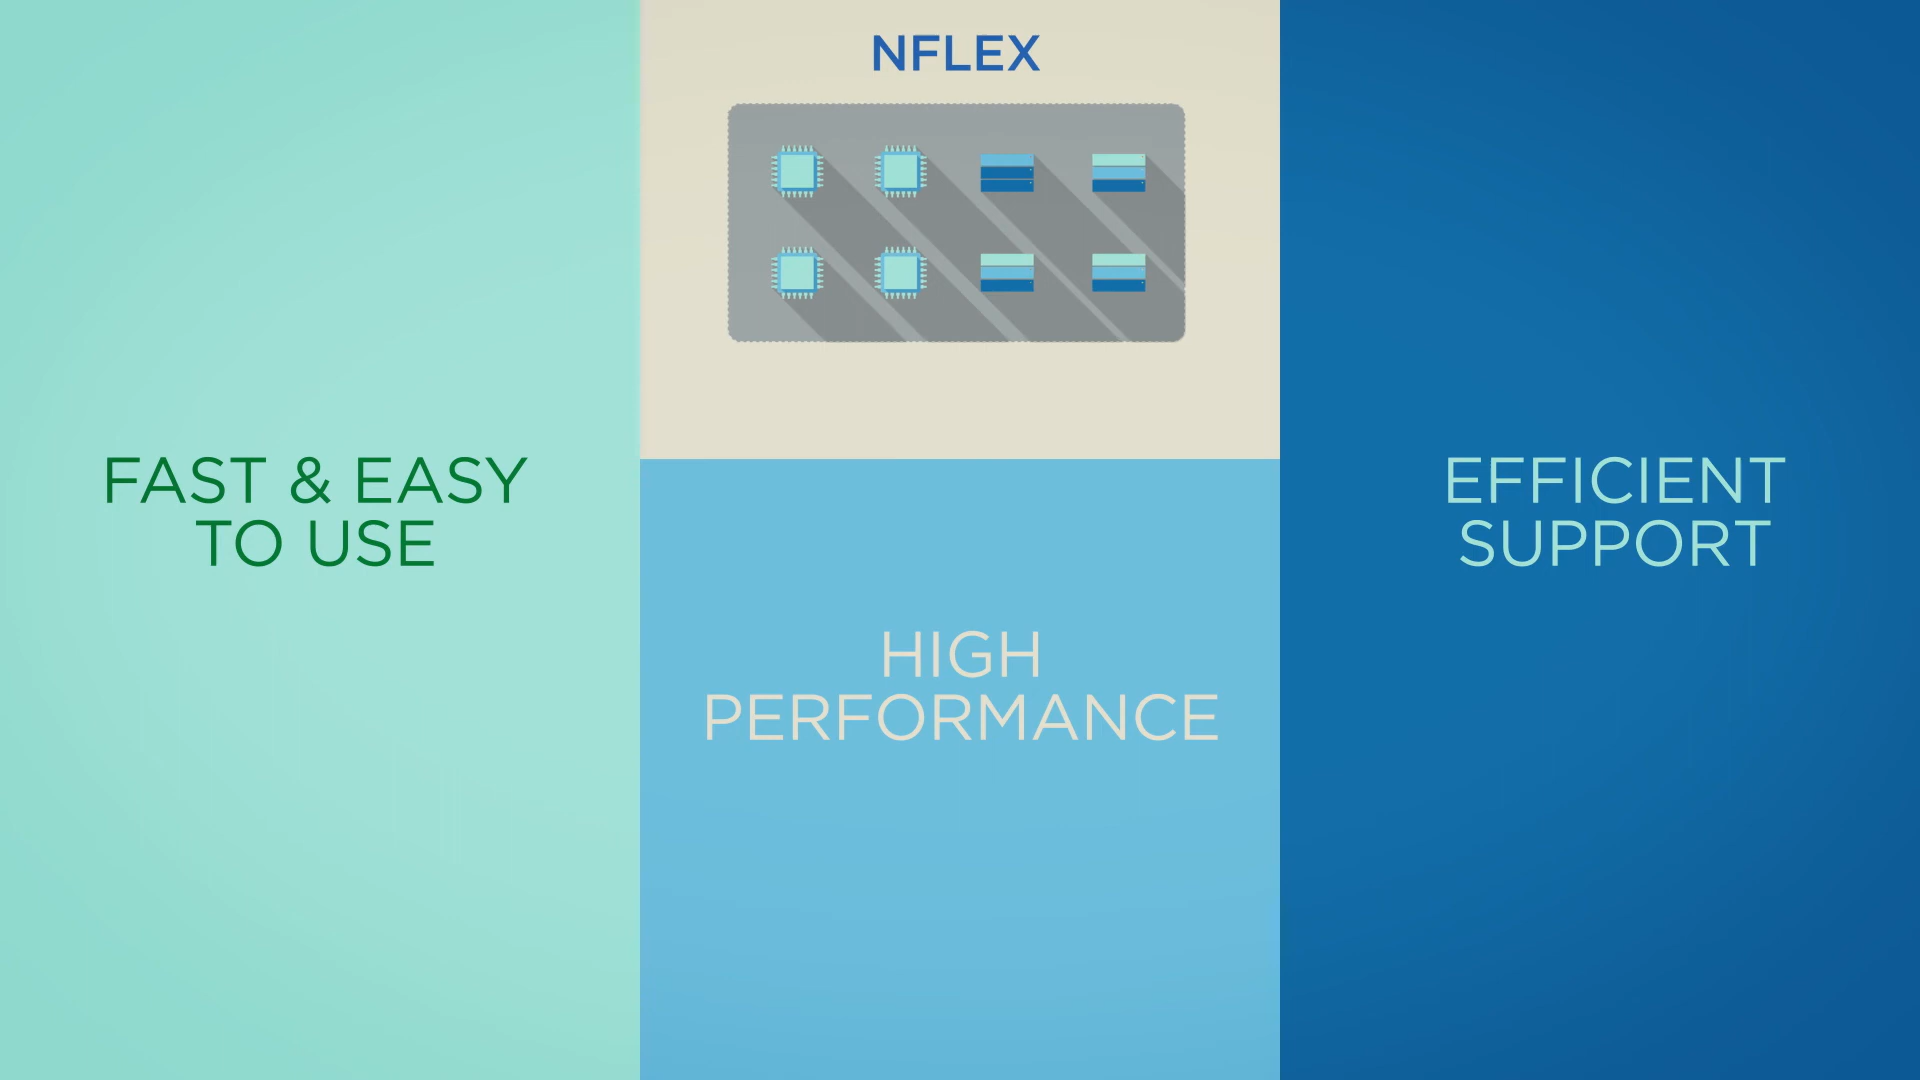 NFLEX
FAST & EASY
TO USE
HIGH
PERFORMANCE
EFFICIENT
SUPPORT